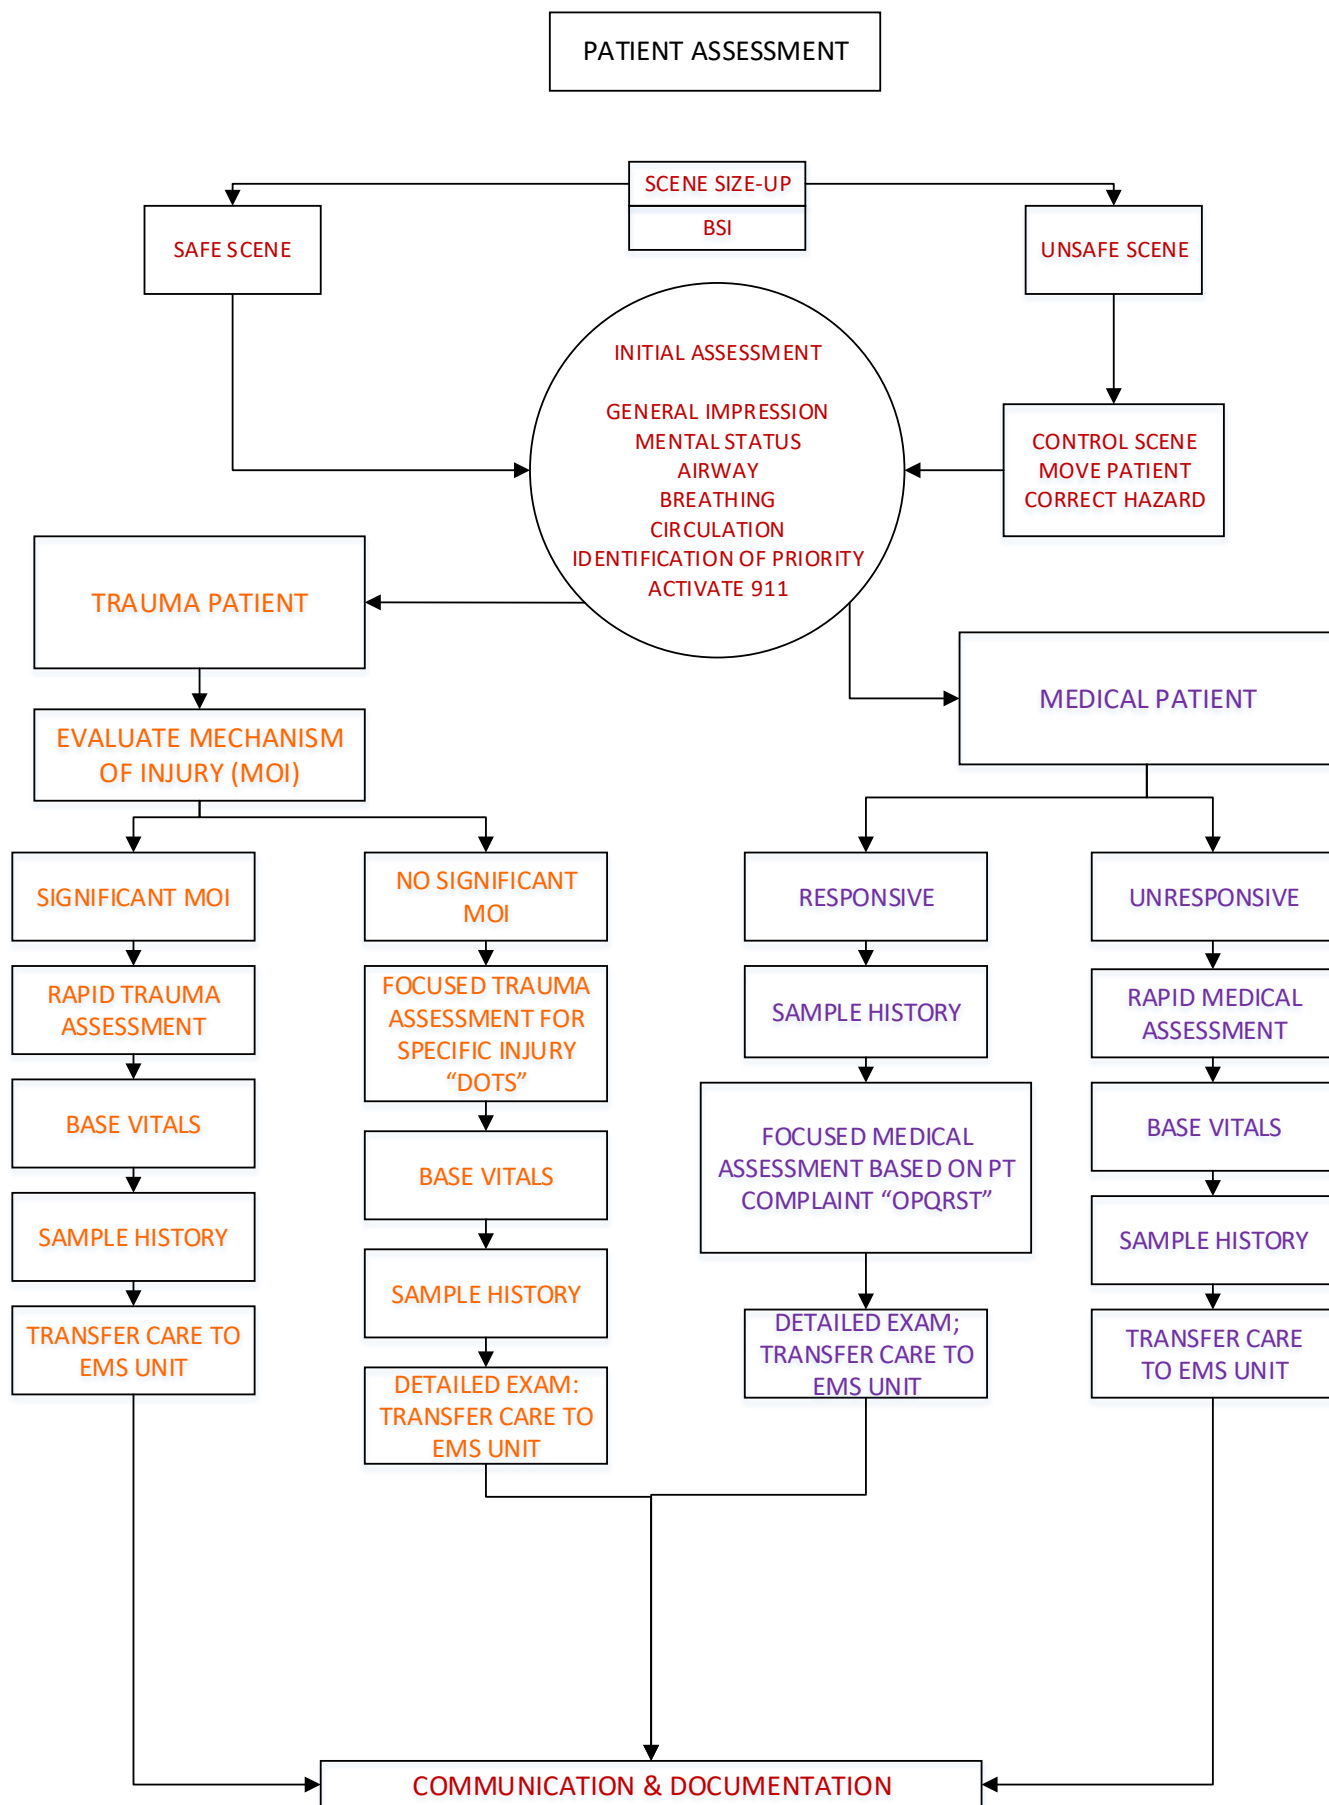 PATIENT ASSESSMENT
SCENE SIZE-UP
BSI
SAFE SCENE
UNSAFE SCENE
INITIAL ASSESSMENT
GENERAL IMPRESSION
MENTAL STATUS
AIRWAY
BREATHING
CIRCULATION
IDENTIFICATION OF PRIORITY
ACTIVATE 911
CONTROL SCENE
MOVE PATIENT
CORRECT HAZARD
TRAUMA PATIENT
EVALUATE MECHANISM
OF INJURY (MOI)
MEDICAL PATIENT
SIGNIFICANT MOI
RAPID TRAUMA
ASSESSMENT
BASE VITALS
SAMPLE HISTORY
TRANSFER CARE TO
EMS UNIT
NO SIGNIFICANT
MOI
FOCUSED TRAUMA
ASSESSMENT FOR
SPECIFIC INJURY
“DOTS”
BASE VITALS
SAMPLE HISTORY
DETAILED EXAM:
TRANSFER CARE TO
EMS UNIT
RESPONSIVE
SAMPLE HISTORY
FOCUSED MEDICAL
ASSESSMENT BASED ON PT
COMPLAINT “OPQRST”
DETAILED EXAM;
TRANSFER CARE TO
EMS UNIT
UNRESPONSIVE
RAPID MEDICAL
ASSESSMENT
BASE VITALS
SAMPLE HISTORY
TRANSFER CARE
TO EMS UNIT
COMMUNICATION & DOCUMENTATION